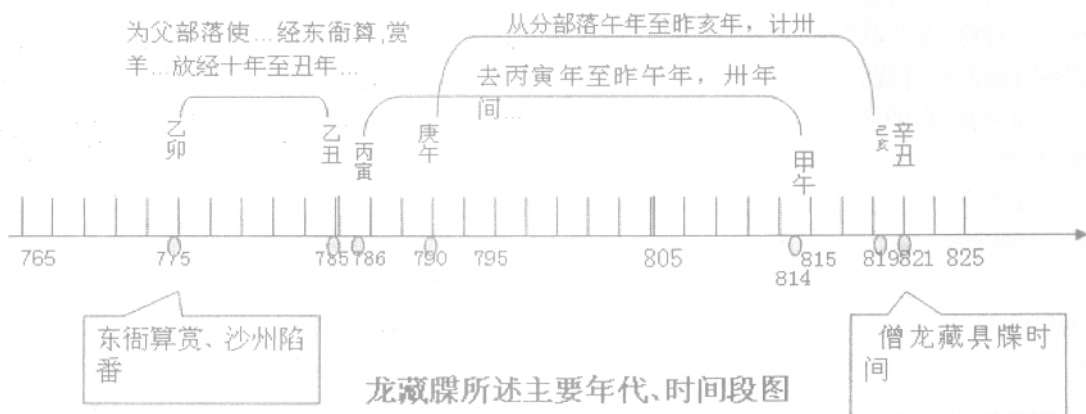 为父部落使...经东衙算,赏
羊...放经十年至丑年...
从分部落午年至昨亥年，计卅
去丙寅年至昨午年，卅年
间...
乙卯
乙丑
丙寅
庚午
甲午
己亥
辛丑
765
775
785
786
790
795
805
814
815
819
821
825
东衙算赏、沙州陷
番
僧龙藏具牒时
间
龙藏牒所述主要年代、时间段图